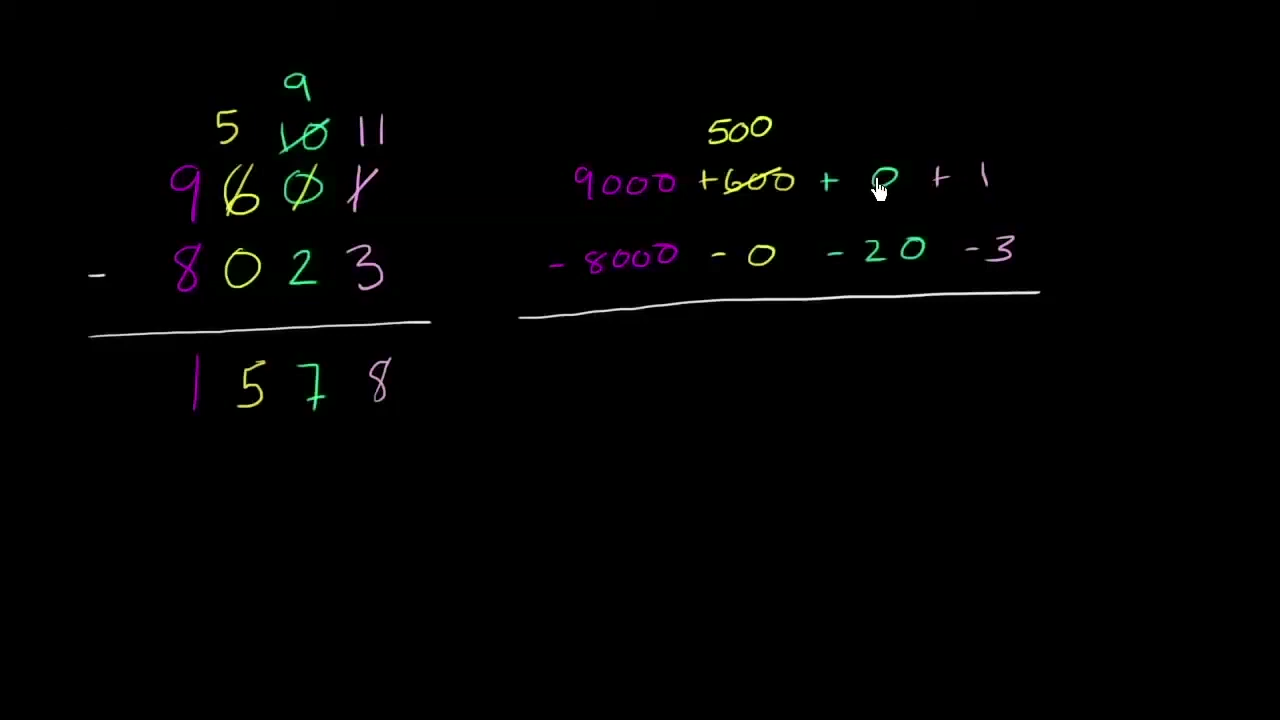 9
5 10 11
9 6 0 1
- 8 0 2 3
1 5 7 8
500
9000 + 600 + 0 + 1
- 8000 - 0 - 20 - 3